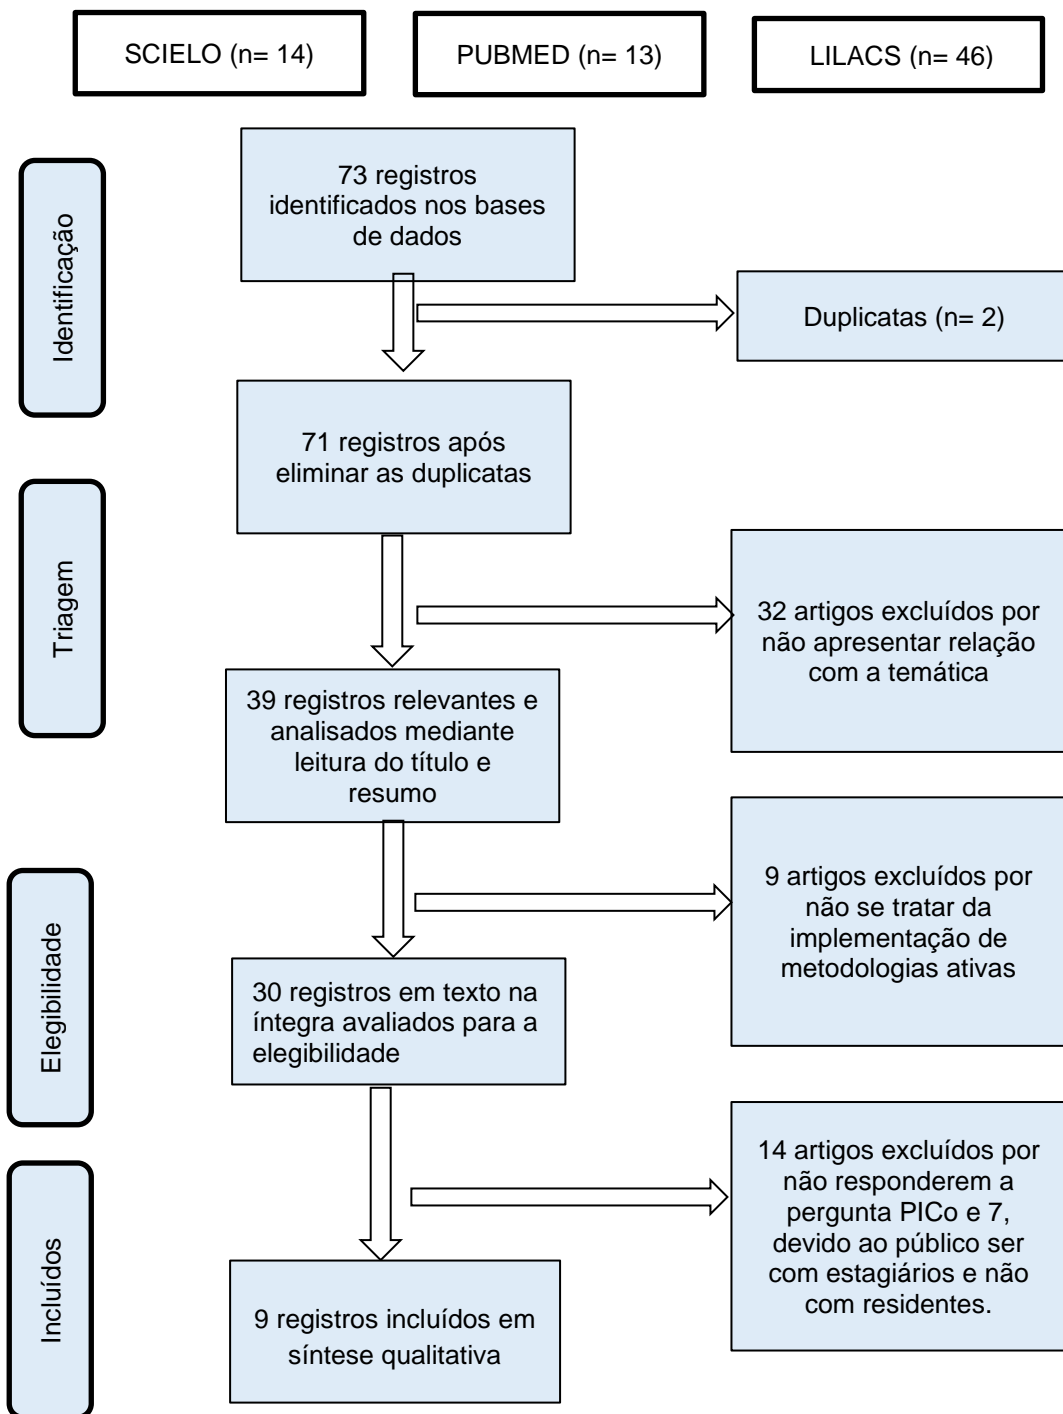 SCIELO (n= 14)
PUBMED (n= 13)
LILACS (n= 46)
Identificação
73 registros
identificados nos bases
de dados
Duplicatas (n= 2)
71 registros após
eliminar as duplicatas
Triagem
32 artigos excluídos por
não apresentar relação
com a temática
39 registros relevantes e
analisados mediante
leitura do título e
resumo
Elegibilidade
9 artigos excluídos por
não se tratar da
implementação de
metodologias ativas
30 registros em texto na
íntegra avaliados para a
elegibilidade
Incluídos
14 artigos excluídos por
não responderem a
pergunta PICo e 7,
devido ao público ser
com estagiários e não
com residentes.
9 registros incluídos em
síntese qualitativa